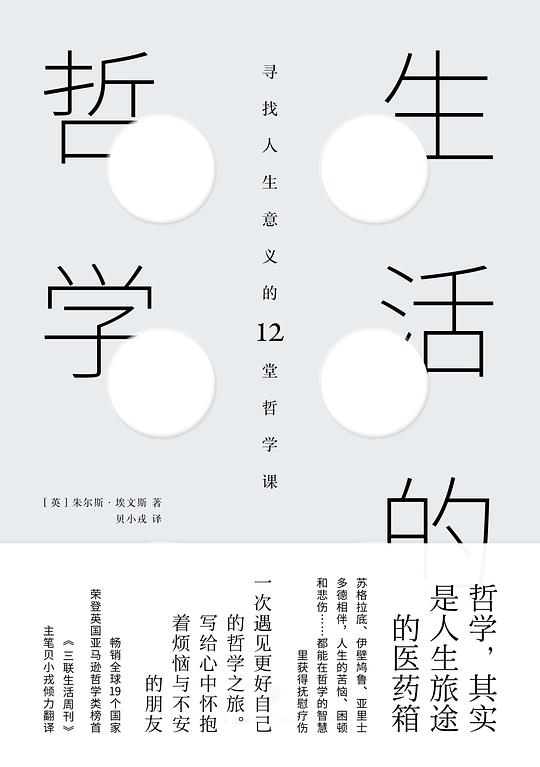 生活的
哲学
寻找人生意义的12堂哲学课
[英]朱尔斯·埃文斯 著
贝小戎 译
哲学，其实
是人生旅途
的医药箱
苏格拉底、伊壁鸠鲁、亚里士
多德相伴，人生的苦恼、困顿
和悲伤……都能在哲学的智慧
里获得抚慰疗伤
一次遇见更好自己
的哲学之旅。
写给心中怀抱
着烦恼与不安
的朋友
畅销全球19个国家
荣登英国亚马逊哲学类榜首
《三联生活周刊》
主笔贝小戎倾力翻译